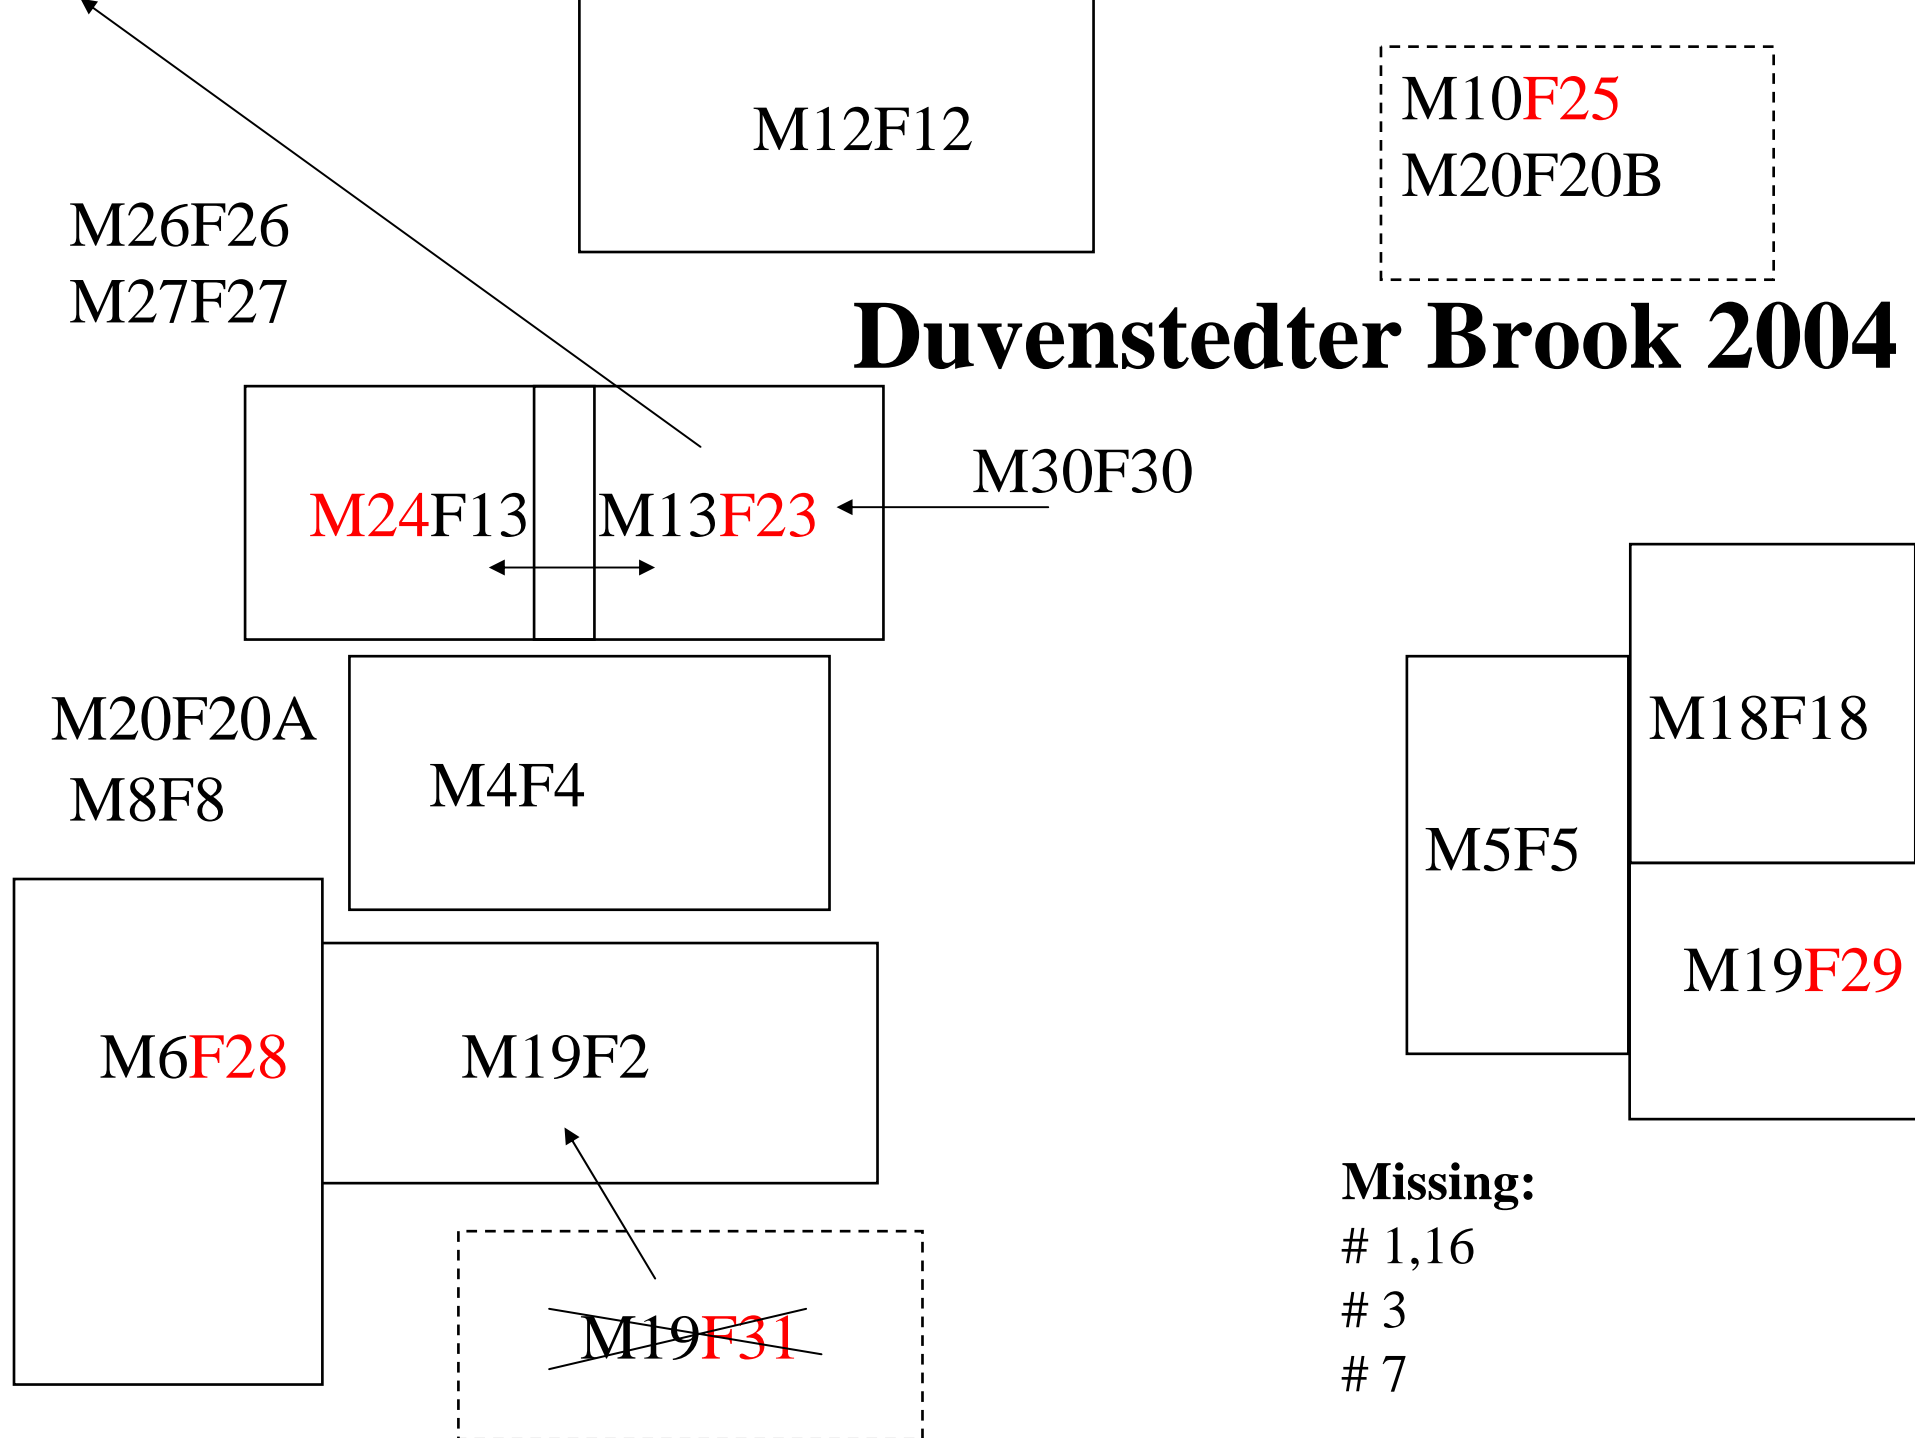 M12F12
M10F25
M20F20B
M26F26
M27F27
Duvenstedter Brook 2004
M30F30
M24F13
M13F23
M20F20A
M8F8
M4F4
M18F18
M5F5
M19F29
M6F28
M19F2
Missing:
# 1,16
# 3
# 7
M19F31